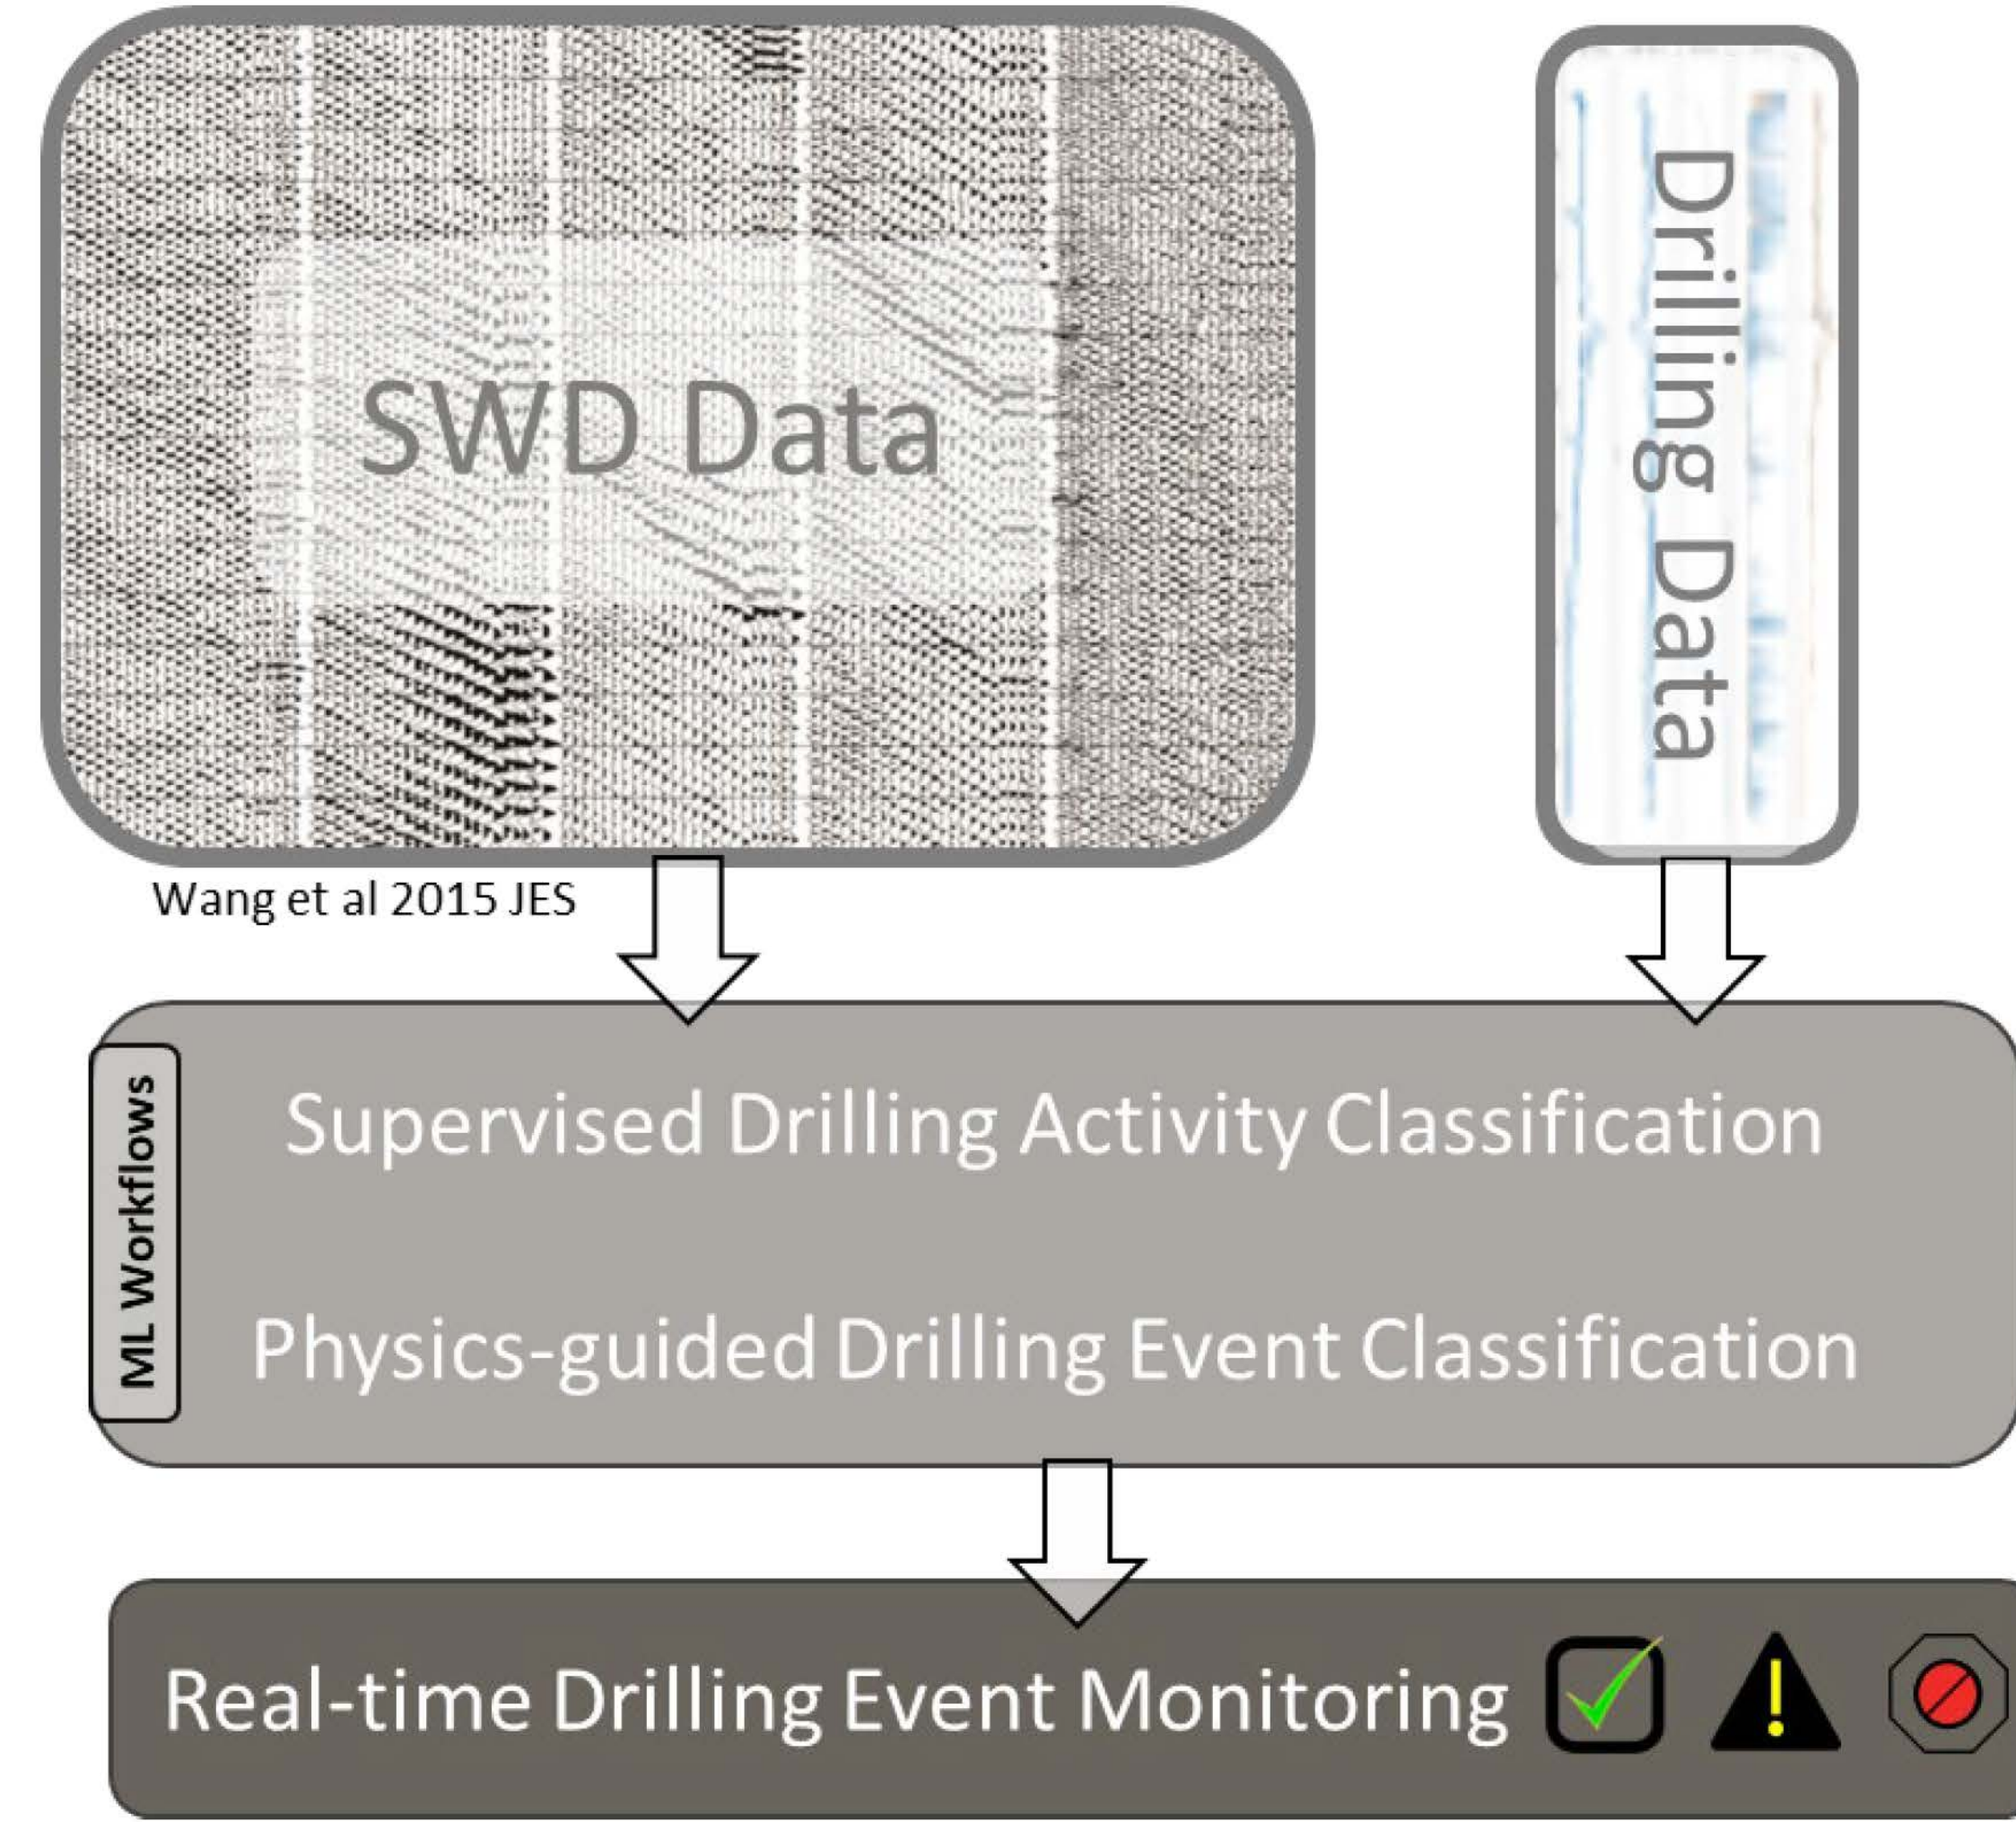 SWD Data
Drilling Data
Wang et al 2015 JES
ML Workflows
Supervised Drilling Activity Classification
Physics-guided Drilling Event Classification
Real-time Drilling Event Monitoring